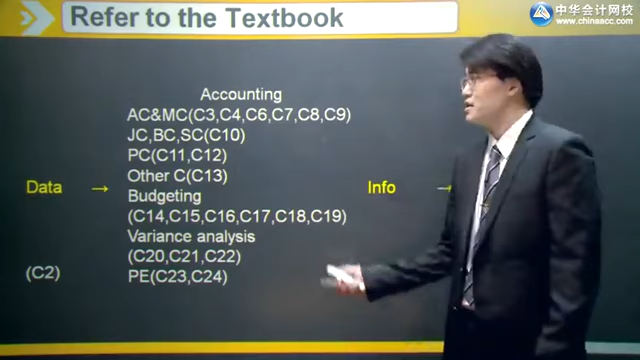 Refer to the Textbook
中华会计网校
www.chinaacc.com
Accounting
AC&MC(C3,C4,C6,C7,C8,C9)
JC,BC,SC(C10)
PC(C11,C12)
Other C(C13)
Data → Budgeting Info →
(C14,C15,C16,C17,C18,C19)
Variance analysis
(C20,C21,C22)
(C2) PE(C23,C24)